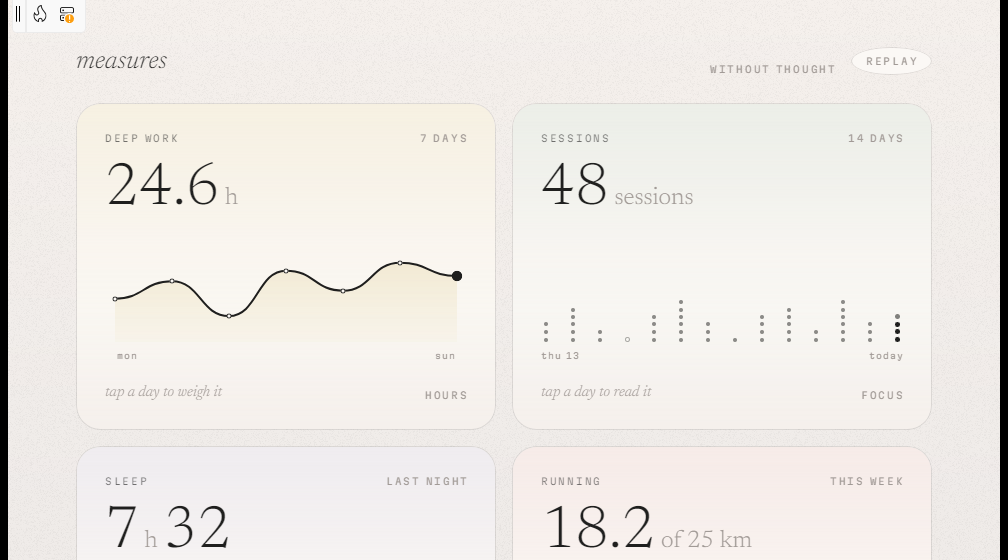 measures
WITHOUT THOUGHT
REPLAY
DEEP WORK
7 DAYS
24.6 h
mon
sun
tap a day to weigh it
HOURS
SESSIONS
14 DAYS
48 sessions
thu 13
today
tap a day to read it
FOCUS
SLEEP
LAST NIGHT
7 h 32
RUNNING
THIS WEEK
18.2 of 25 km